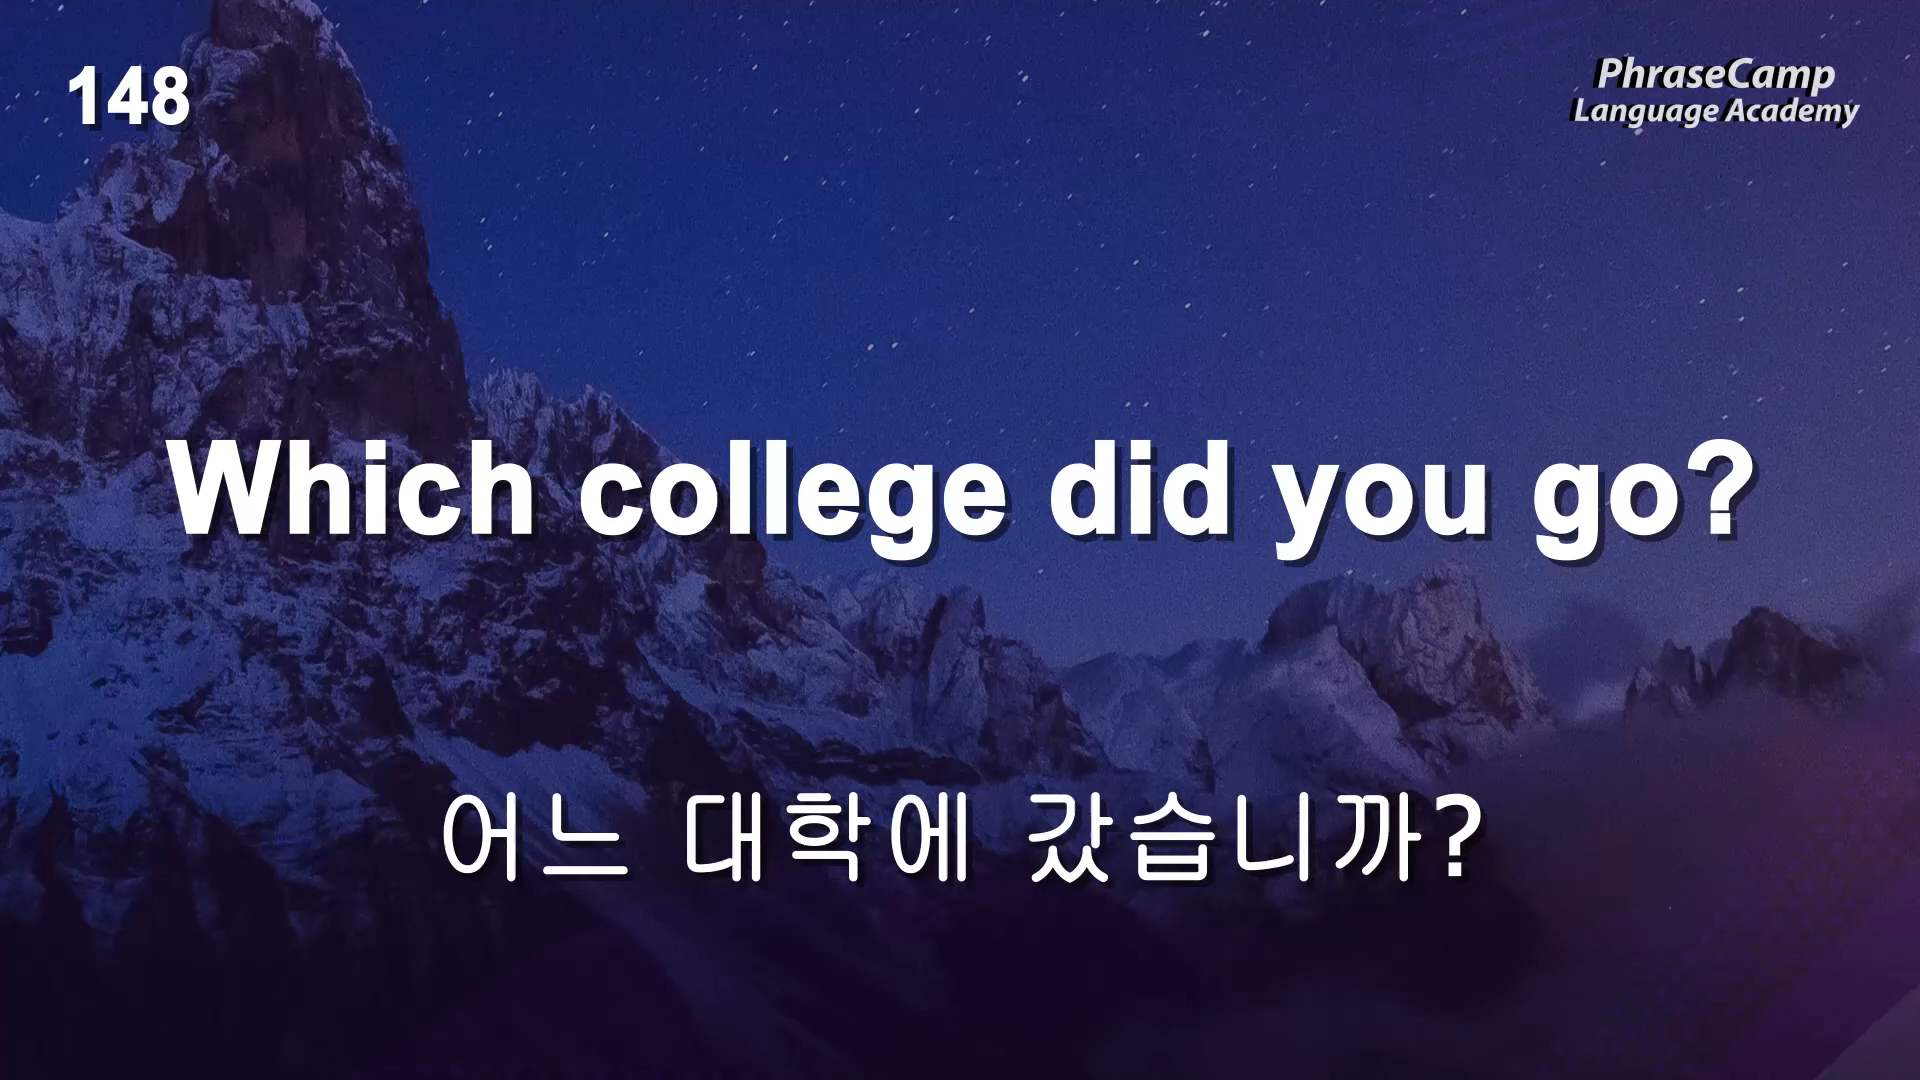 148
PhraseCamp
Language Academy
Which college did you go?
어느 대학에 갔습니까?